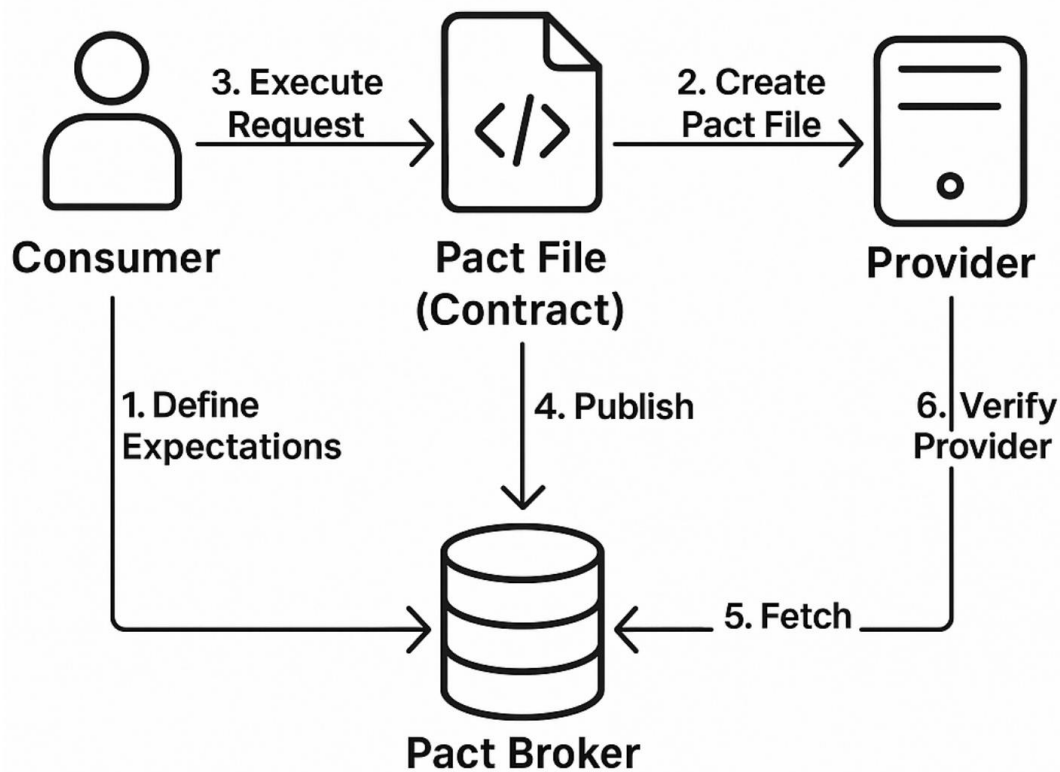 3. Execute
Request
2. Create
Pact File
Consumer
Pact File
(Contract)
Provider
1. Define
Expectations
4. Publish
6. Verify
Provider
5. Fetch
Pact Broker